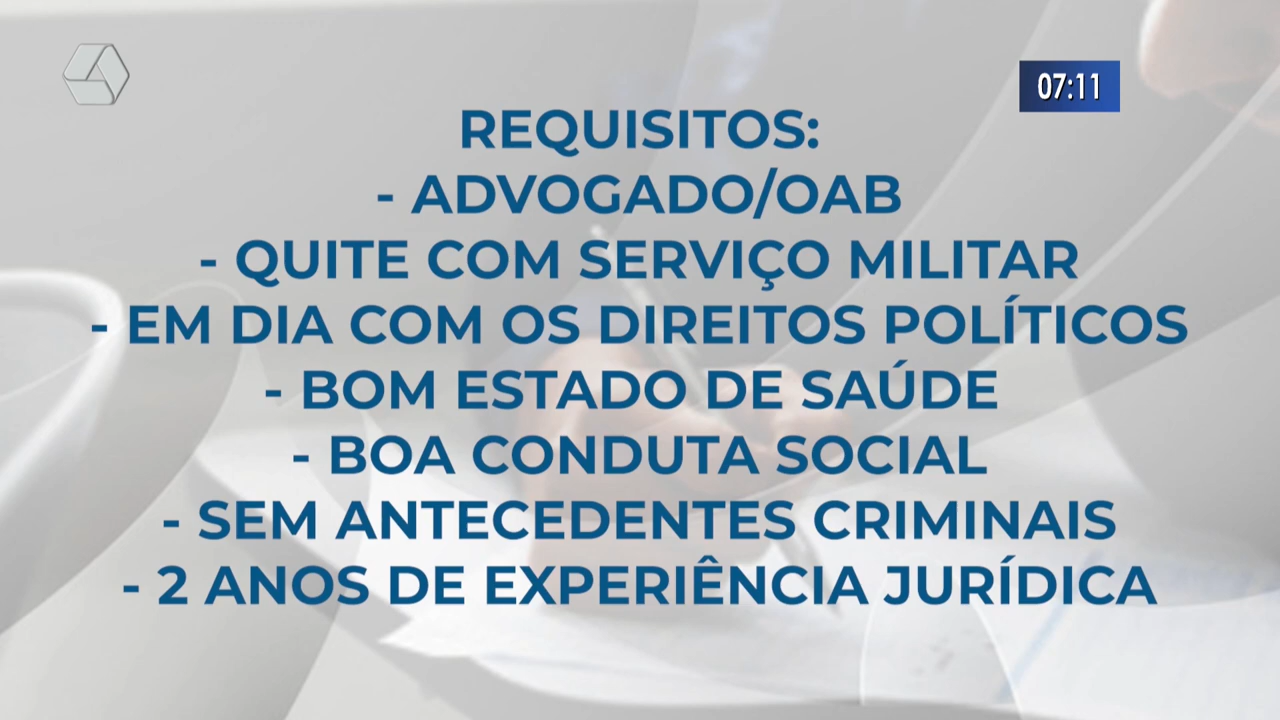 07:11
REQUISITOS:
- ADVOGADO/OAB
- QUITE COM SERVIÇO MILITAR
- EM DIA COM OS DIREITOS POLÍTICOS
- BOM ESTADO DE SAÚDE
- BOA CONDUTA SOCIAL
- SEM ANTECEDENTES CRIMINAIS
- 2 ANOS DE EXPERIÊNCIA JURÍDICA